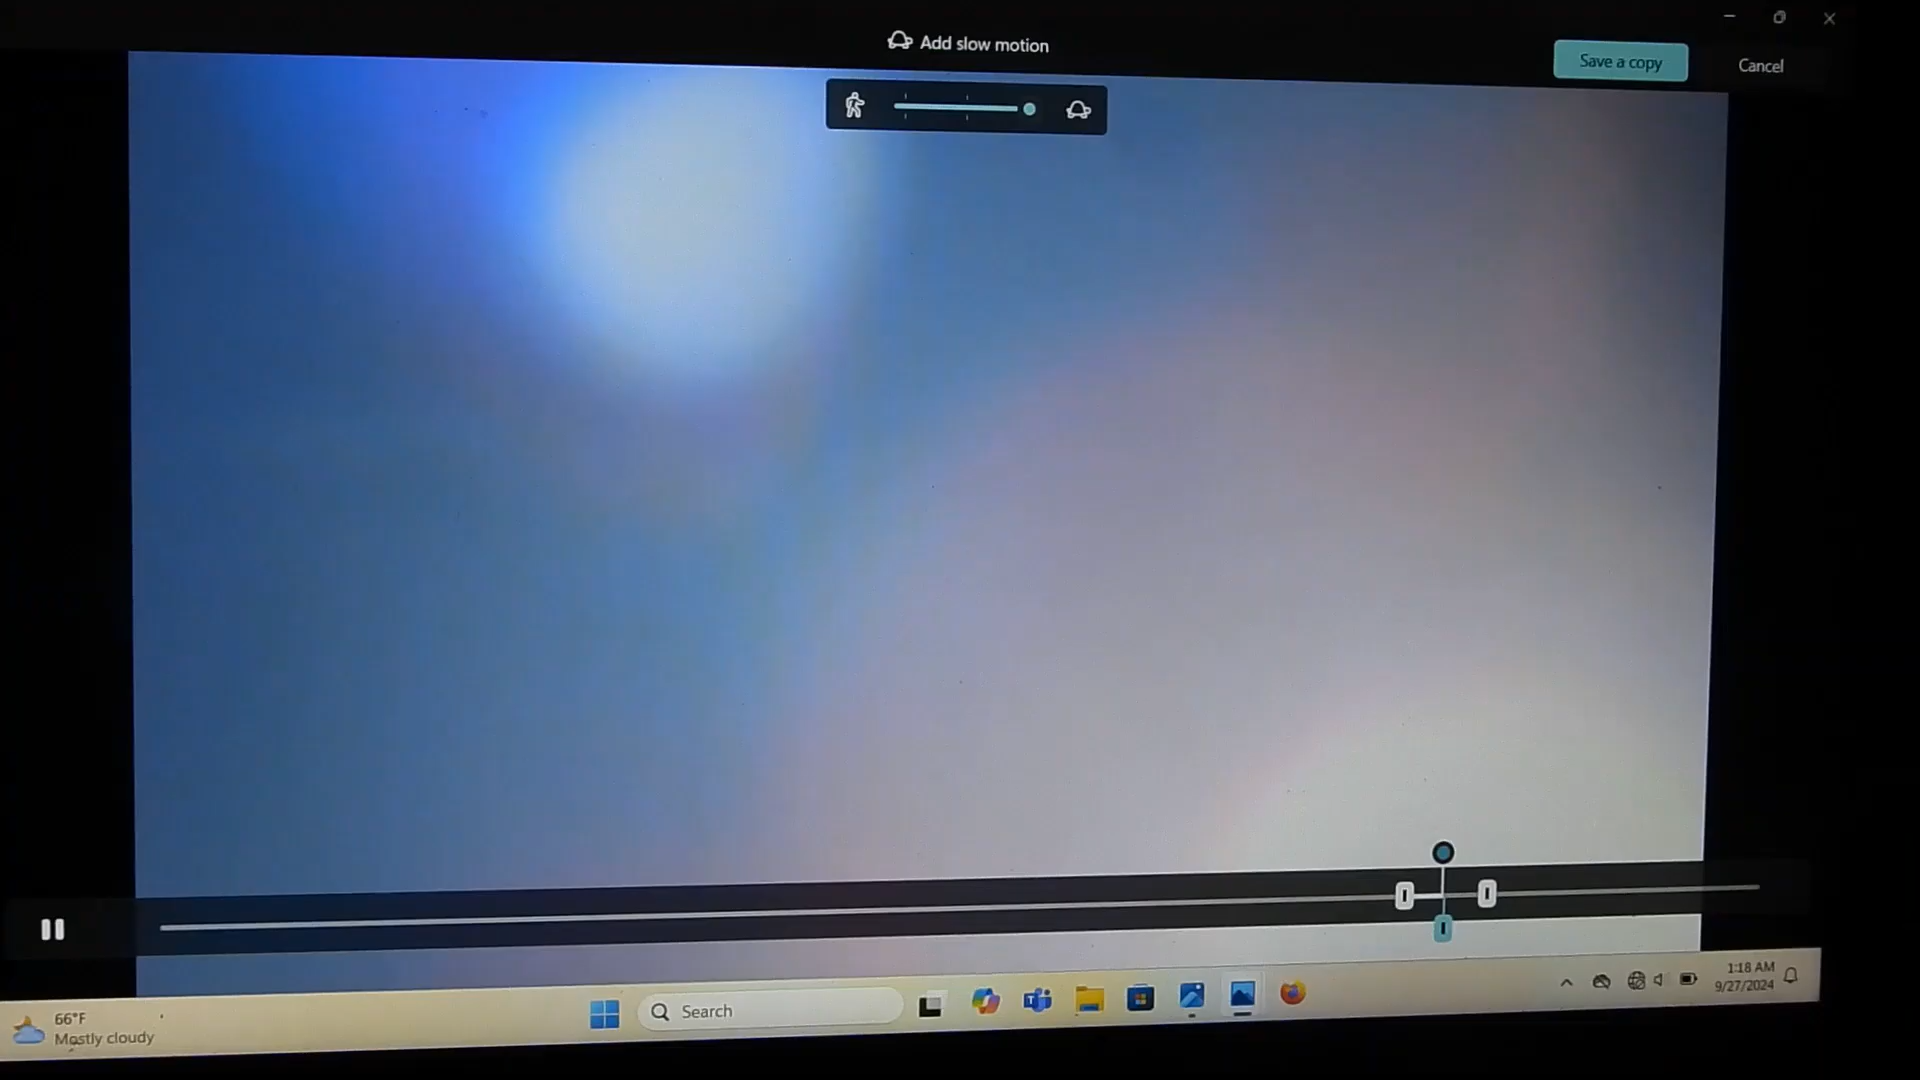 Add slow motion
Save a copy
Cancel
66°F
Mostly cloudy
Search
1:18 AM
9/27/2024